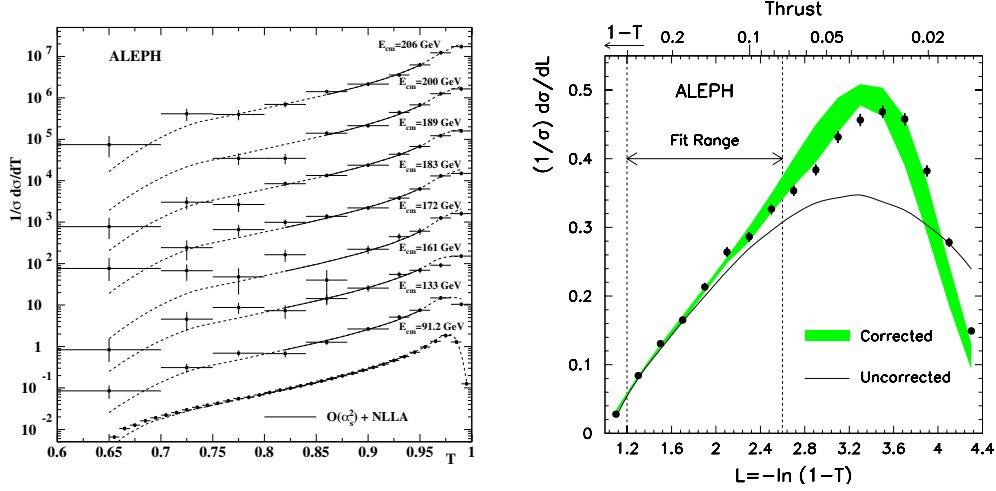 ALEPH
1/σ dσ/dT
10^7
10^6
10^5
10^4
10^3
10^2
10
1
10^-1
10^-2
E_cm=206 GeV
E_cm=200 GeV
E_cm=189 GeV
E_cm=183 GeV
E_cm=172 GeV
E_cm=161 GeV
E_cm=133 GeV
E_cm=91.2 GeV
O(α_s^2) + NLLA
0.6 0.65 0.7 0.75 0.8 0.85 0.9 0.95 1
T
Thrust
1-T 0.2 0.1 0.05 0.02
(1/σ) dσ/dL
0.5
0.4
0.3
0.2
0.1
0
ALEPH
Fit Range
Corrected
Uncorrected
1.2 1.6 2 2.4 2.8 3.2 3.6 4 4.4
L=-ln (1-T)